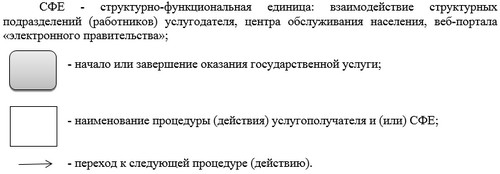 СФЕ - структурно-функциональная единица: взаимодействие структурных
подразделений (работников) услугодателя, центра обслуживания населения, веб-портала
«электронного правительства»;
- начало или завершение оказания государственной услуги;
- наименование процедуры (действия) услугополучателя и (или) СФЕ;
- переход к следующей процедуре (действию).